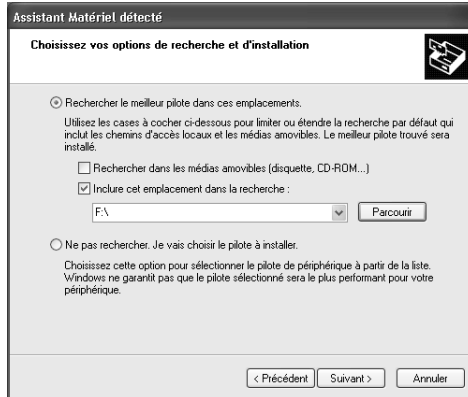 Assistant Matériel détecté
Choisissez vos options de recherche et d'installation
Rechercher le meilleur pilote dans ces emplacements.
Utilisez les cases à cocher ci-dessous pour limiter ou étendre la recherche par défaut qui
inclut les chemins d'accès locaux et les médias amovibles. Le meilleur pilote trouvé sera
installé.
Rechercher dans les médias amovibles (disquette, CD-ROM...)
Inclure cet emplacement dans la recherche :
F:\
Parcourir
Ne pas rechercher. Je vais choisir le pilote à installer.
Choisissez cette option pour sélectionner le pilote de périphérique à partir de la liste.
Windows ne garantit pas que le pilote sélectionné sera le plus performant pour votre
périphérique.
< Précédent Suivant > Annuler